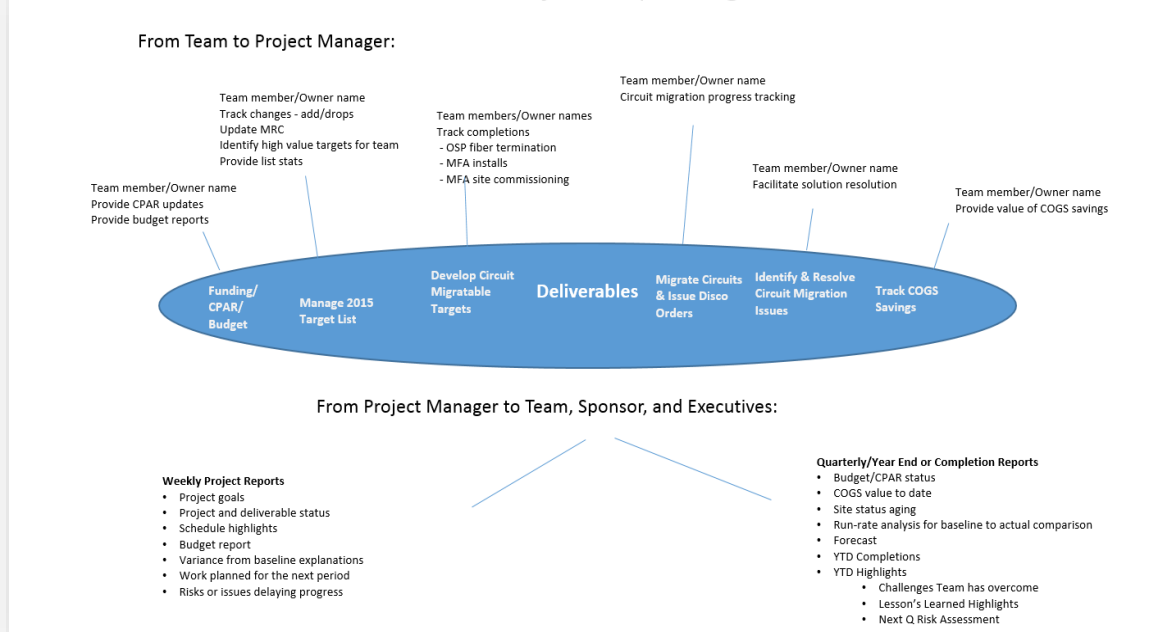 From Team to Project Manager:
Team member/Owner name
Circuit migration progress tracking
Team member/Owner name
Track changes - add/drops
Update MRC
Identify high value targets for team
Provide list stats
Team members/Owner names
Track completions
- OSP fiber termination
- MFA installs
- MFA site commissioning
Team member/Owner name
Facilitate solution resolution
Team member/Owner name
Provide CPAR updates
Provide budget reports
Team member/Owner name
Provide value of COGS savings
Funding/
CPAR/
Budget
Manage 2015
Target List
Develop Circuit
Migratable
Targets
Deliverables
Migrate Circuits
& Issue Disco
Orders
Identify & Resolve
Circuit Migration
Issues
Track COGS
Savings
From Project Manager to Team, Sponsor, and Executives:
Weekly Project Reports
• Project goals
• Project and deliverable status
• Schedule highlights
• Budget report
• Variance from baseline explanations
• Work planned for the next period
• Risks or issues delaying progress
Quarterly/Year End or Completion Reports
• Budget/CPAR status
• COGS value to date
• Site status aging
• Run-rate analysis for baseline to actual comparison
• Forecast
• YTD Completions
• YTD Highlights
• Challenges Team has overcome
• Lesson's Learned Highlights
• Next Q Risk Assessment